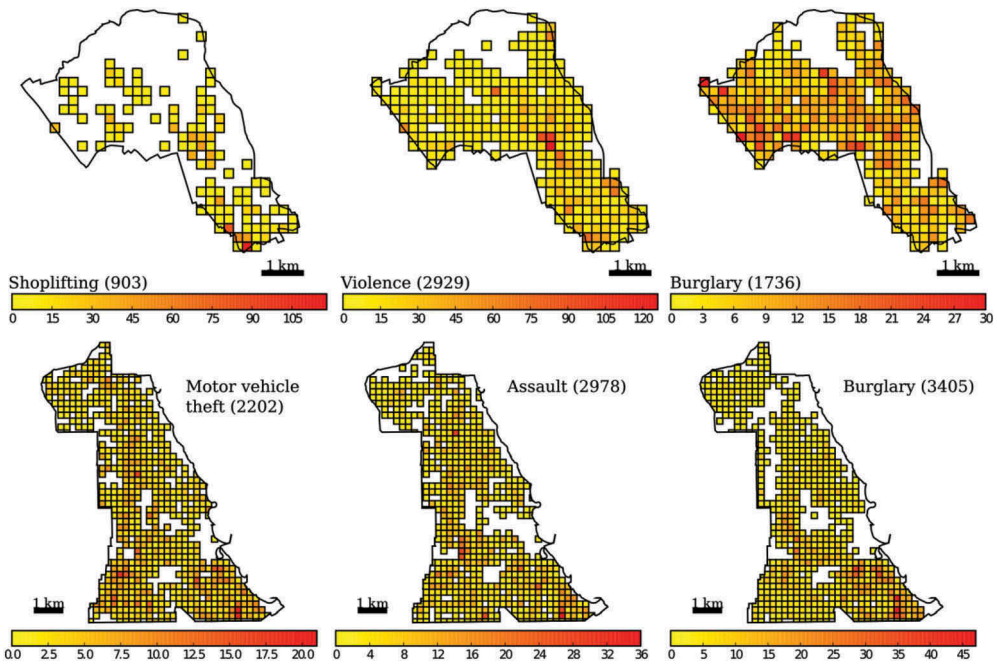 1 km
1 km
1 km
Shoplifting (903)
Violence (2929)
Burglary (1736)
0 15 30 45 60 75 90 105
0 15 30 45 60 75 90 105 120
0 3 6 9 12 15 18 21 24 27 30
Motor vehicle
theft (2202)
Assault (2978)
Burglary (3405)
1 km
1 km
1 km
0.0 2.5 5.0 7.5 10.0 12.5 15.0 17.5 20.0
0 4 8 12 16 20 24 28 32 36
0 5 10 15 20 25 30 35 40 45